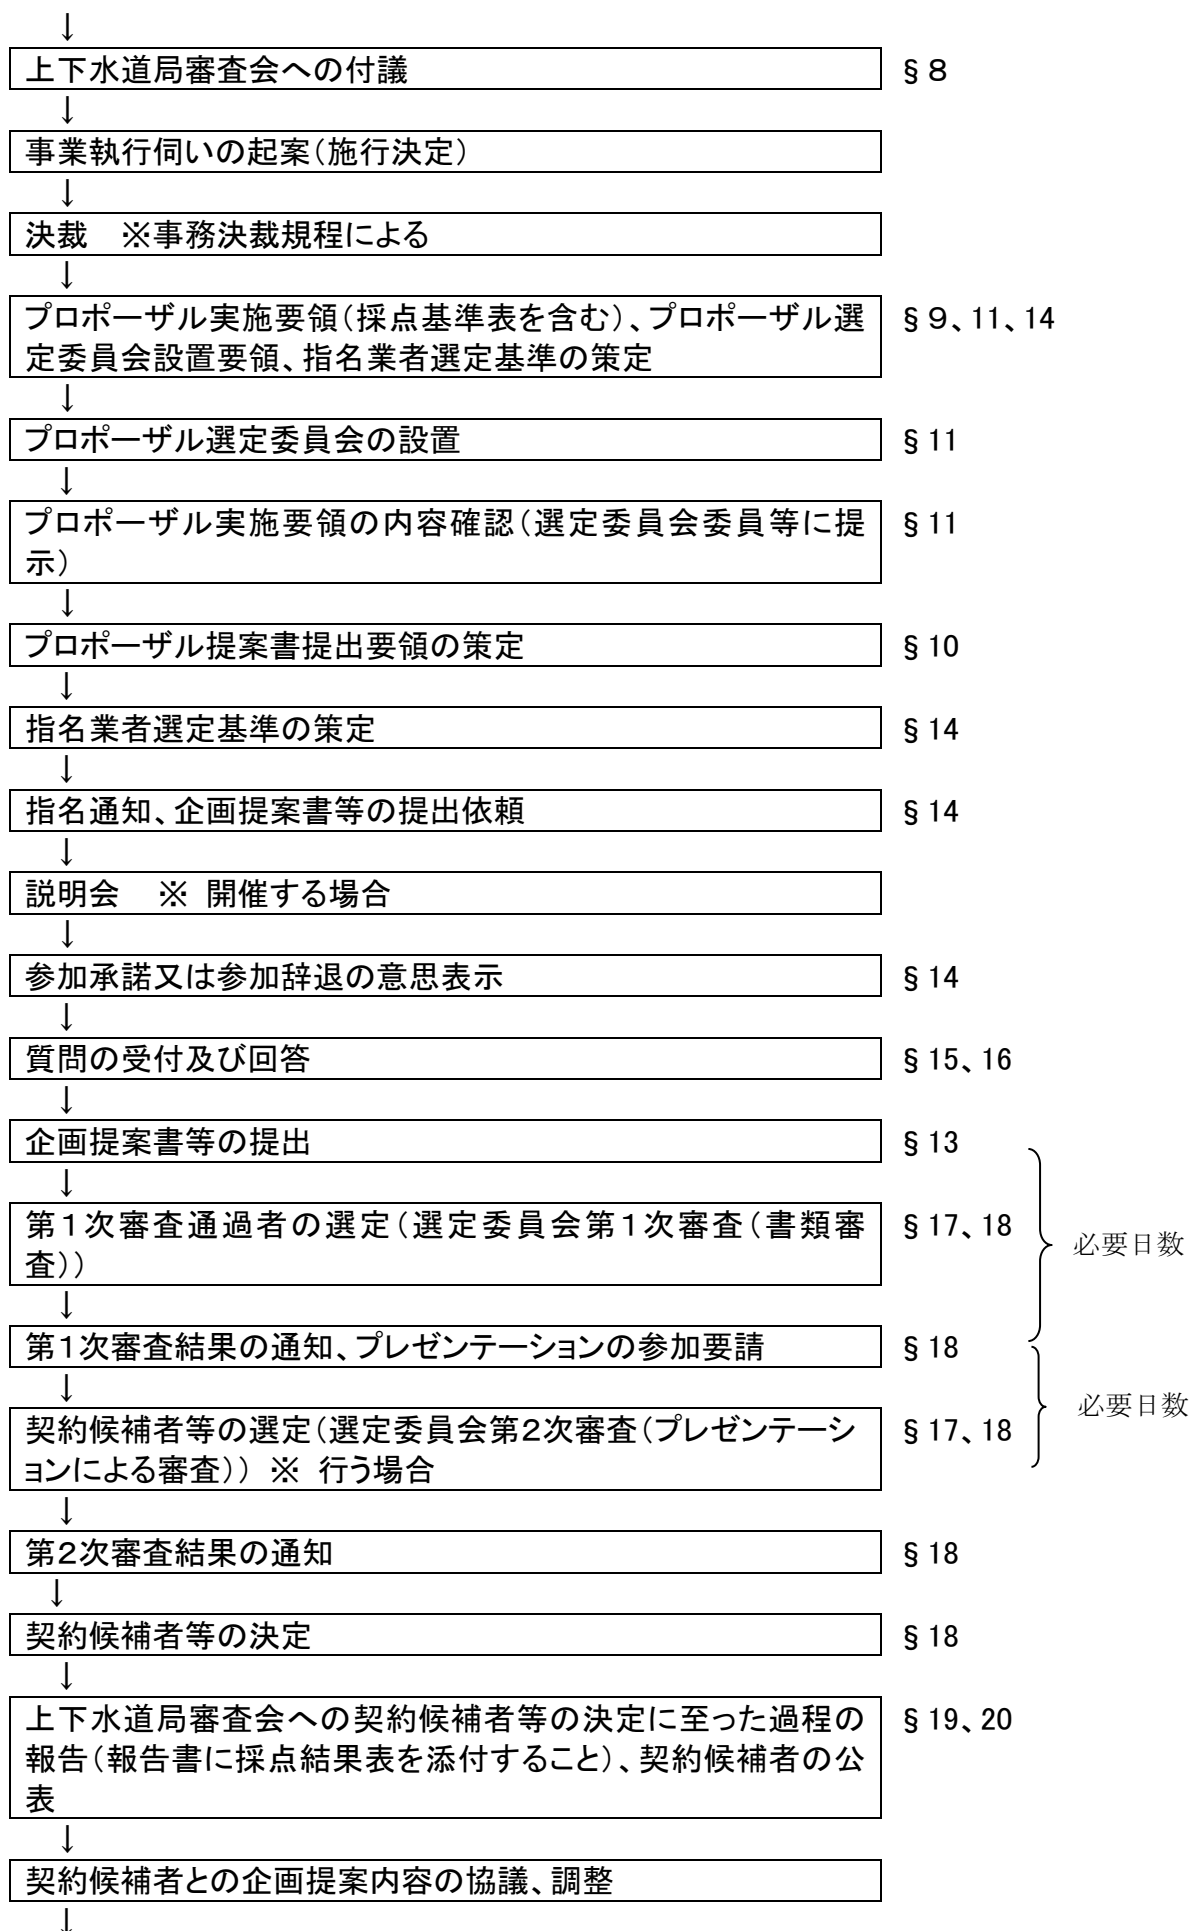 ↓
上下水道局審査会への付議 §8
↓
事業執行伺いの起案(施行決定)
↓
決裁 ※事務決裁規程による
↓
プロポーザル実施要領(採点基準表を含む)、プロポーザル選 §9、11、14
定委員会設置要領、指名業者選定基準の策定
↓
プロポーザル選定委員会の設置 §11
↓
プロポーザル実施要領の内容確認(選定委員会委員等に提 §11
示)
↓
プロポーザル提案書提出要領の策定 §10
↓
指名業者選定基準の策定 §14
↓
指名通知、企画提案書等の提出依頼 §14
↓
説明会 ※ 開催する場合
↓
参加承諾又は参加辞退の意思表示 §14
↓
質問の受付及び回答 §15、16
↓
企画提案書等の提出 §13
↓
第1次審査通過者の選定(選定委員会第1次審査(書類審 §17、18
査)) 必要日数
↓
第1次審査結果の通知、プレゼンテーションの参加要請 §18
↓
契約候補者等の選定(選定委員会第2次審査(プレゼンテーシ §17、18 必要日数
ョンによる審査)) ※ 行う場合
↓
第2次審査結果の通知 §18
↓
契約候補者等の決定 §18
↓
上下水道局審査会への契約候補者等の決定に至った過程の §19、20
報告(報告書に採点結果表を添付すること)、契約候補者の公
表
↓
契約候補者との企画提案内容の協議、調整
↓